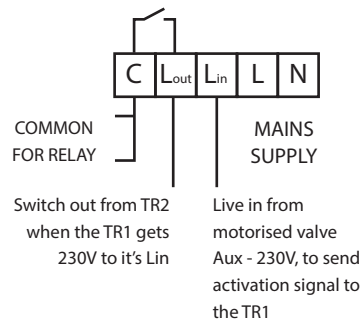 C Lout Lin L N
COMMON
FOR RELAY
MAINS
SUPPLY
Switch out from TR2
when the TR1 gets
230V to it's Lin
Live in from
motorised valve
Aux - 230V, to send
activation signal to
the TR1